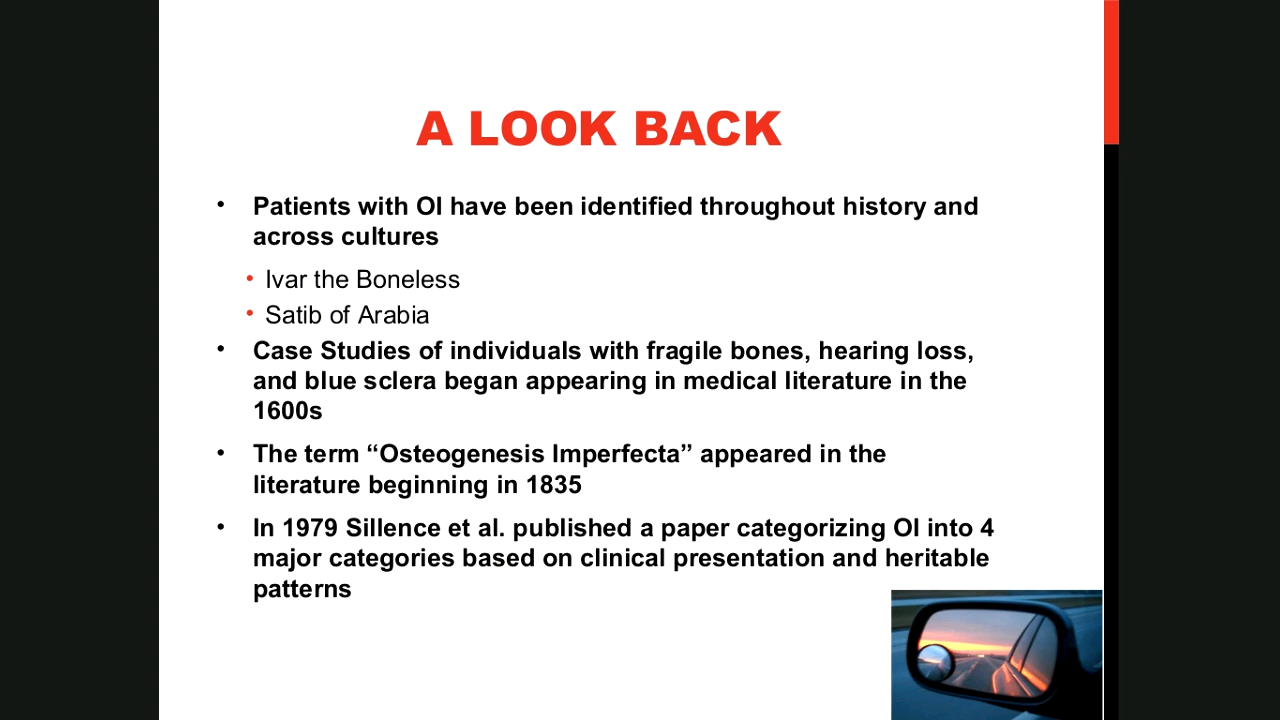 A LOOK BACK
• Patients with OI have been identified throughout history and
across cultures
• Ivar the Boneless
• Satib of Arabia
• Case Studies of individuals with fragile bones, hearing loss,
and blue sclera began appearing in medical literature in the
1600s
• The term “Osteogenesis Imperfecta” appeared in the
literature beginning in 1835
• In 1979 Sillence et al. published a paper categorizing OI into 4
major categories based on clinical presentation and heritable
patterns